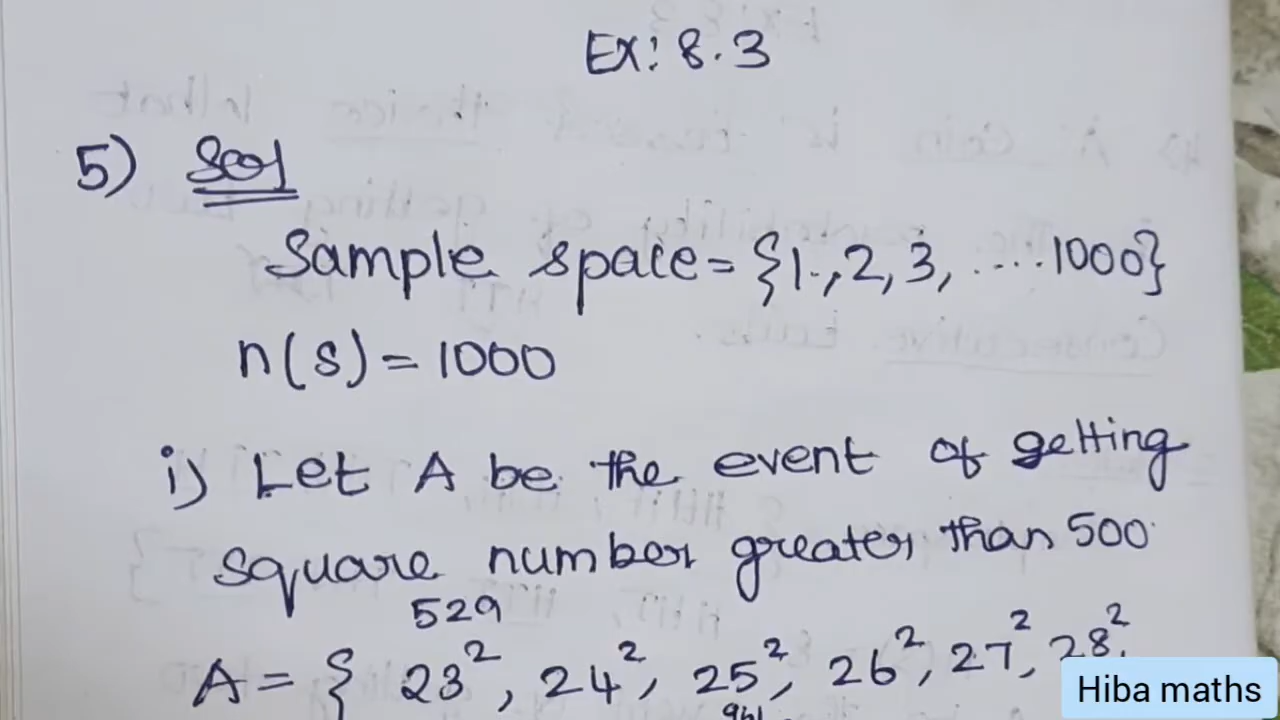 Ex: 8.3
5) Sol
Sample space = {1, 2, 3, .... 1000}
n(s) = 1000
i) Let A be the event of getting
square number greater than 500
529
A = { 23², 24², 25², 26², 27², 28²,
961
Hiba maths